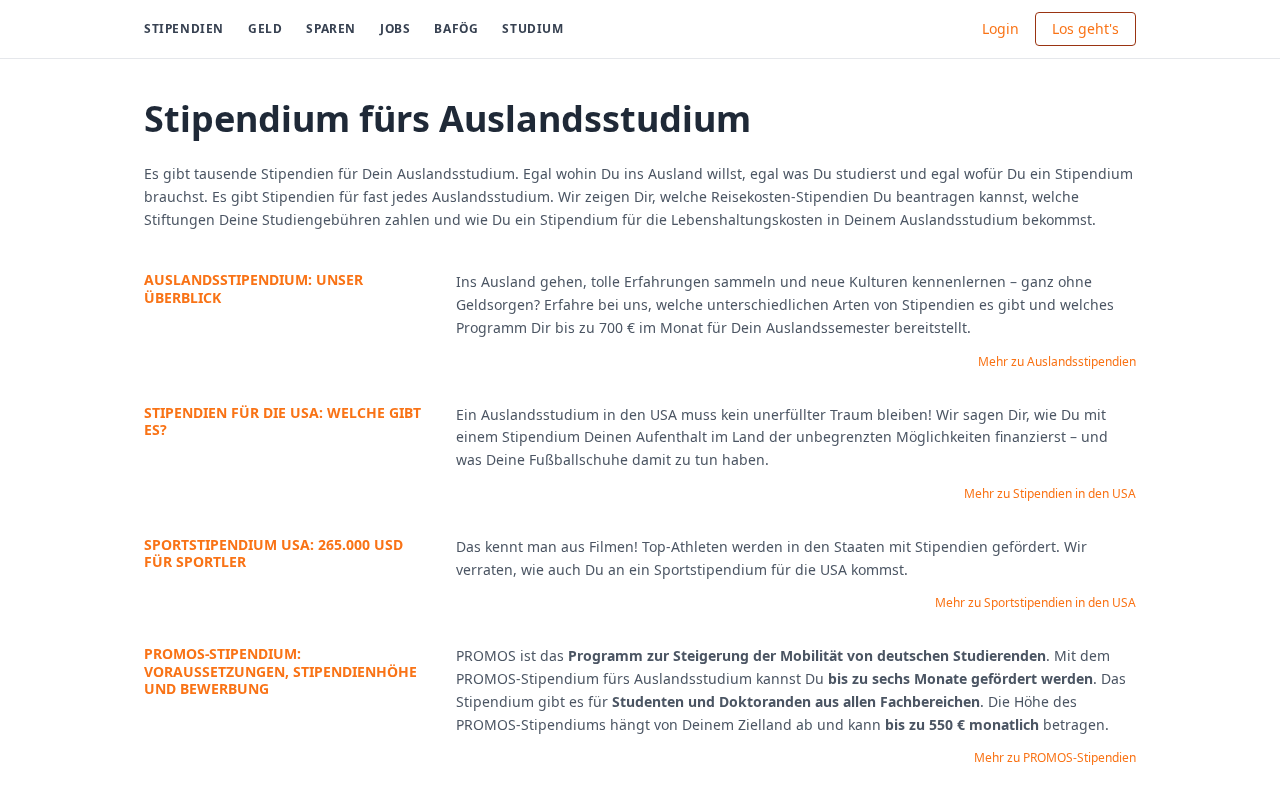 STIPENDIEN GELD SPAREN JOBS BAFÖG STUDIUM Login Los geht's
Stipendium fürs Auslandsstudium
Es gibt tausende Stipendien für Dein Auslandsstudium. Egal wohin Du ins Ausland willst, egal was Du studierst und egal wofür Du ein Stipendium
brauchst. Es gibt Stipendien für fast jedes Auslandsstudium. Wir zeigen Dir, welche Reisekosten-Stipendien Du beantragen kannst, welche
Stiftungen Deine Studiengebühren zahlen und wie Du ein Stipendium für die Lebenshaltungskosten in Deinem Auslandsstudium bekommst.
AUSLANDSSTIPENDIUM: UNSER
ÜBERBLICK
Ins Ausland gehen, tolle Erfahrungen sammeln und neue Kulturen kennenlernen – ganz ohne
Geldsorgen? Erfahre bei uns, welche unterschiedlichen Arten von Stipendien es gibt und welches
Programm Dir bis zu 700 € im Monat für Dein Auslandssemester bereitstellt.
Mehr zu Auslandsstipendien
STIPENDIEN FÜR DIE USA: WELCHE GIBT
ES?
Ein Auslandsstudium in den USA muss kein unerfüllter Traum bleiben! Wir sagen Dir, wie Du mit
einem Stipendium Deinen Aufenthalt im Land der unbegrenzten Möglichkeiten finanzierst – und
was Deine Fußballschuhe damit zu tun haben.
Mehr zu Stipendien in den USA
SPORTSTIPENDIUM USA: 265.000 USD
FÜR SPORTLER
Das kennt man aus Filmen! Top-Athleten werden in den Staaten mit Stipendien gefördert. Wir
verraten, wie auch Du an ein Sportstipendium für die USA kommst.
Mehr zu Sportstipendien in den USA
PROMOS-STIPENDIUM:
VORAUSSETZUNGEN, STIPENDIENHÖHE
UND BEWERBUNG
PROMOS ist das Programm zur Steigerung der Mobilität von deutschen Studierenden. Mit dem
PROMOS-Stipendium fürs Auslandsstudium kannst Du bis zu sechs Monate gefördert werden. Das
Stipendium gibt es für Studenten und Doktoranden aus allen Fachbereichen. Die Höhe des
PROMOS-Stipendiums hängt von Deinem Zielland ab und kann bis zu 550 € monatlich betragen.
Mehr zu PROMOS-Stipendien